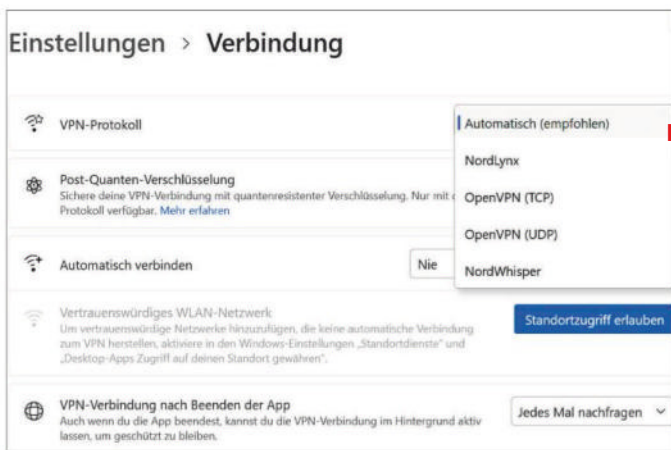 Einstellungen > Verbindung
VPN-Protokoll
Automatisch (empfohlen)
NordLynx
OpenVPN (TCP)
OpenVPN (UDP)
NordWhisper
Post-Quanten-Verschlüsselung
Sichere deine VPN-Verbindung mit quantenresistenter Verschlüsselung. Nur mit
Protokoll verfügbar. Mehr erfahren
Automatisch verbinden
Nie
Vertrauenswürdiges WLAN-Netzwerk
Um vertrauenswürdige Netzwerke hinzuzufügen, die keine automatische Verbindung
zum VPN herstellen, aktiviere in den Windows-Einstellungen „Standortdienste" und
„Desktop-Apps Zugriff auf deinen Standort gewähren".
Standortzugriff erlauben
VPN-Verbindung nach Beenden der App
Auch wenn du die App beendest, kannst du die VPN-Verbindung im Hintergrund aktiv
lassen, um geschützt zu bleiben.
Jedes Mal nachfragen